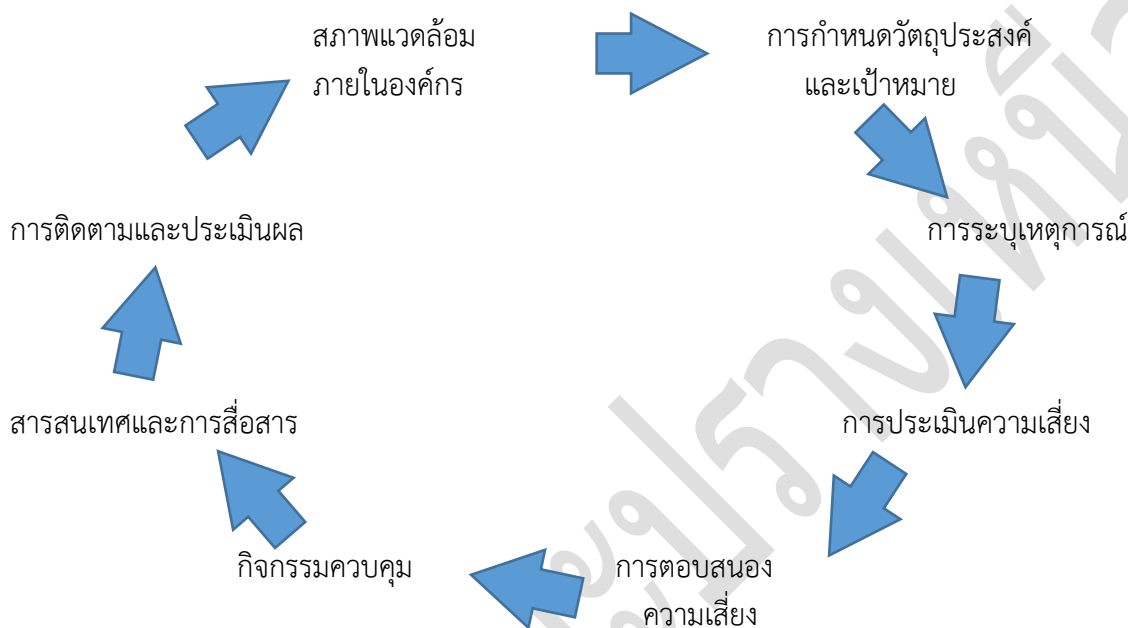 สภาพแวดล้อม
ภายในองค์กร
การกำหนดวัตถุประสงค์
และเป้าหมาย
การระบุเหตุการณ์
การประเมินความเสี่ยง
การตอบสนอง
ความเสี่ยง
กิจกรรมควบคุม
สารสนเทศและการสื่อสาร
การติดตามและประเมินผล